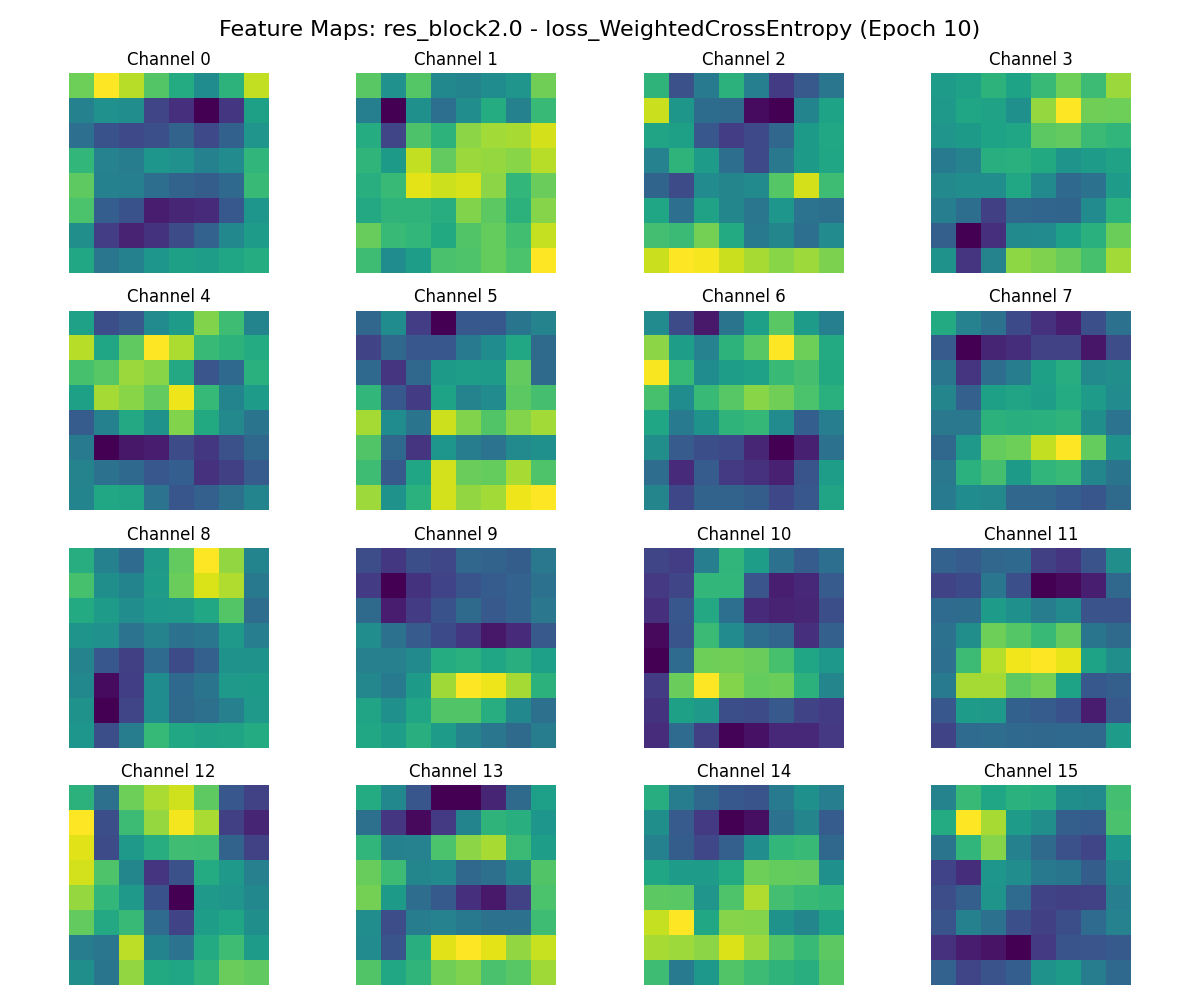 Feature Maps: res_block2.0 - loss_WeightedCrossEntropy (Epoch 10)
Channel 0
Channel 1
Channel 2
Channel 3
Channel 4
Channel 5
Channel 6
Channel 7
Channel 8
Channel 9
Channel 10
Channel 11
Channel 12
Channel 13
Channel 14
Channel 15